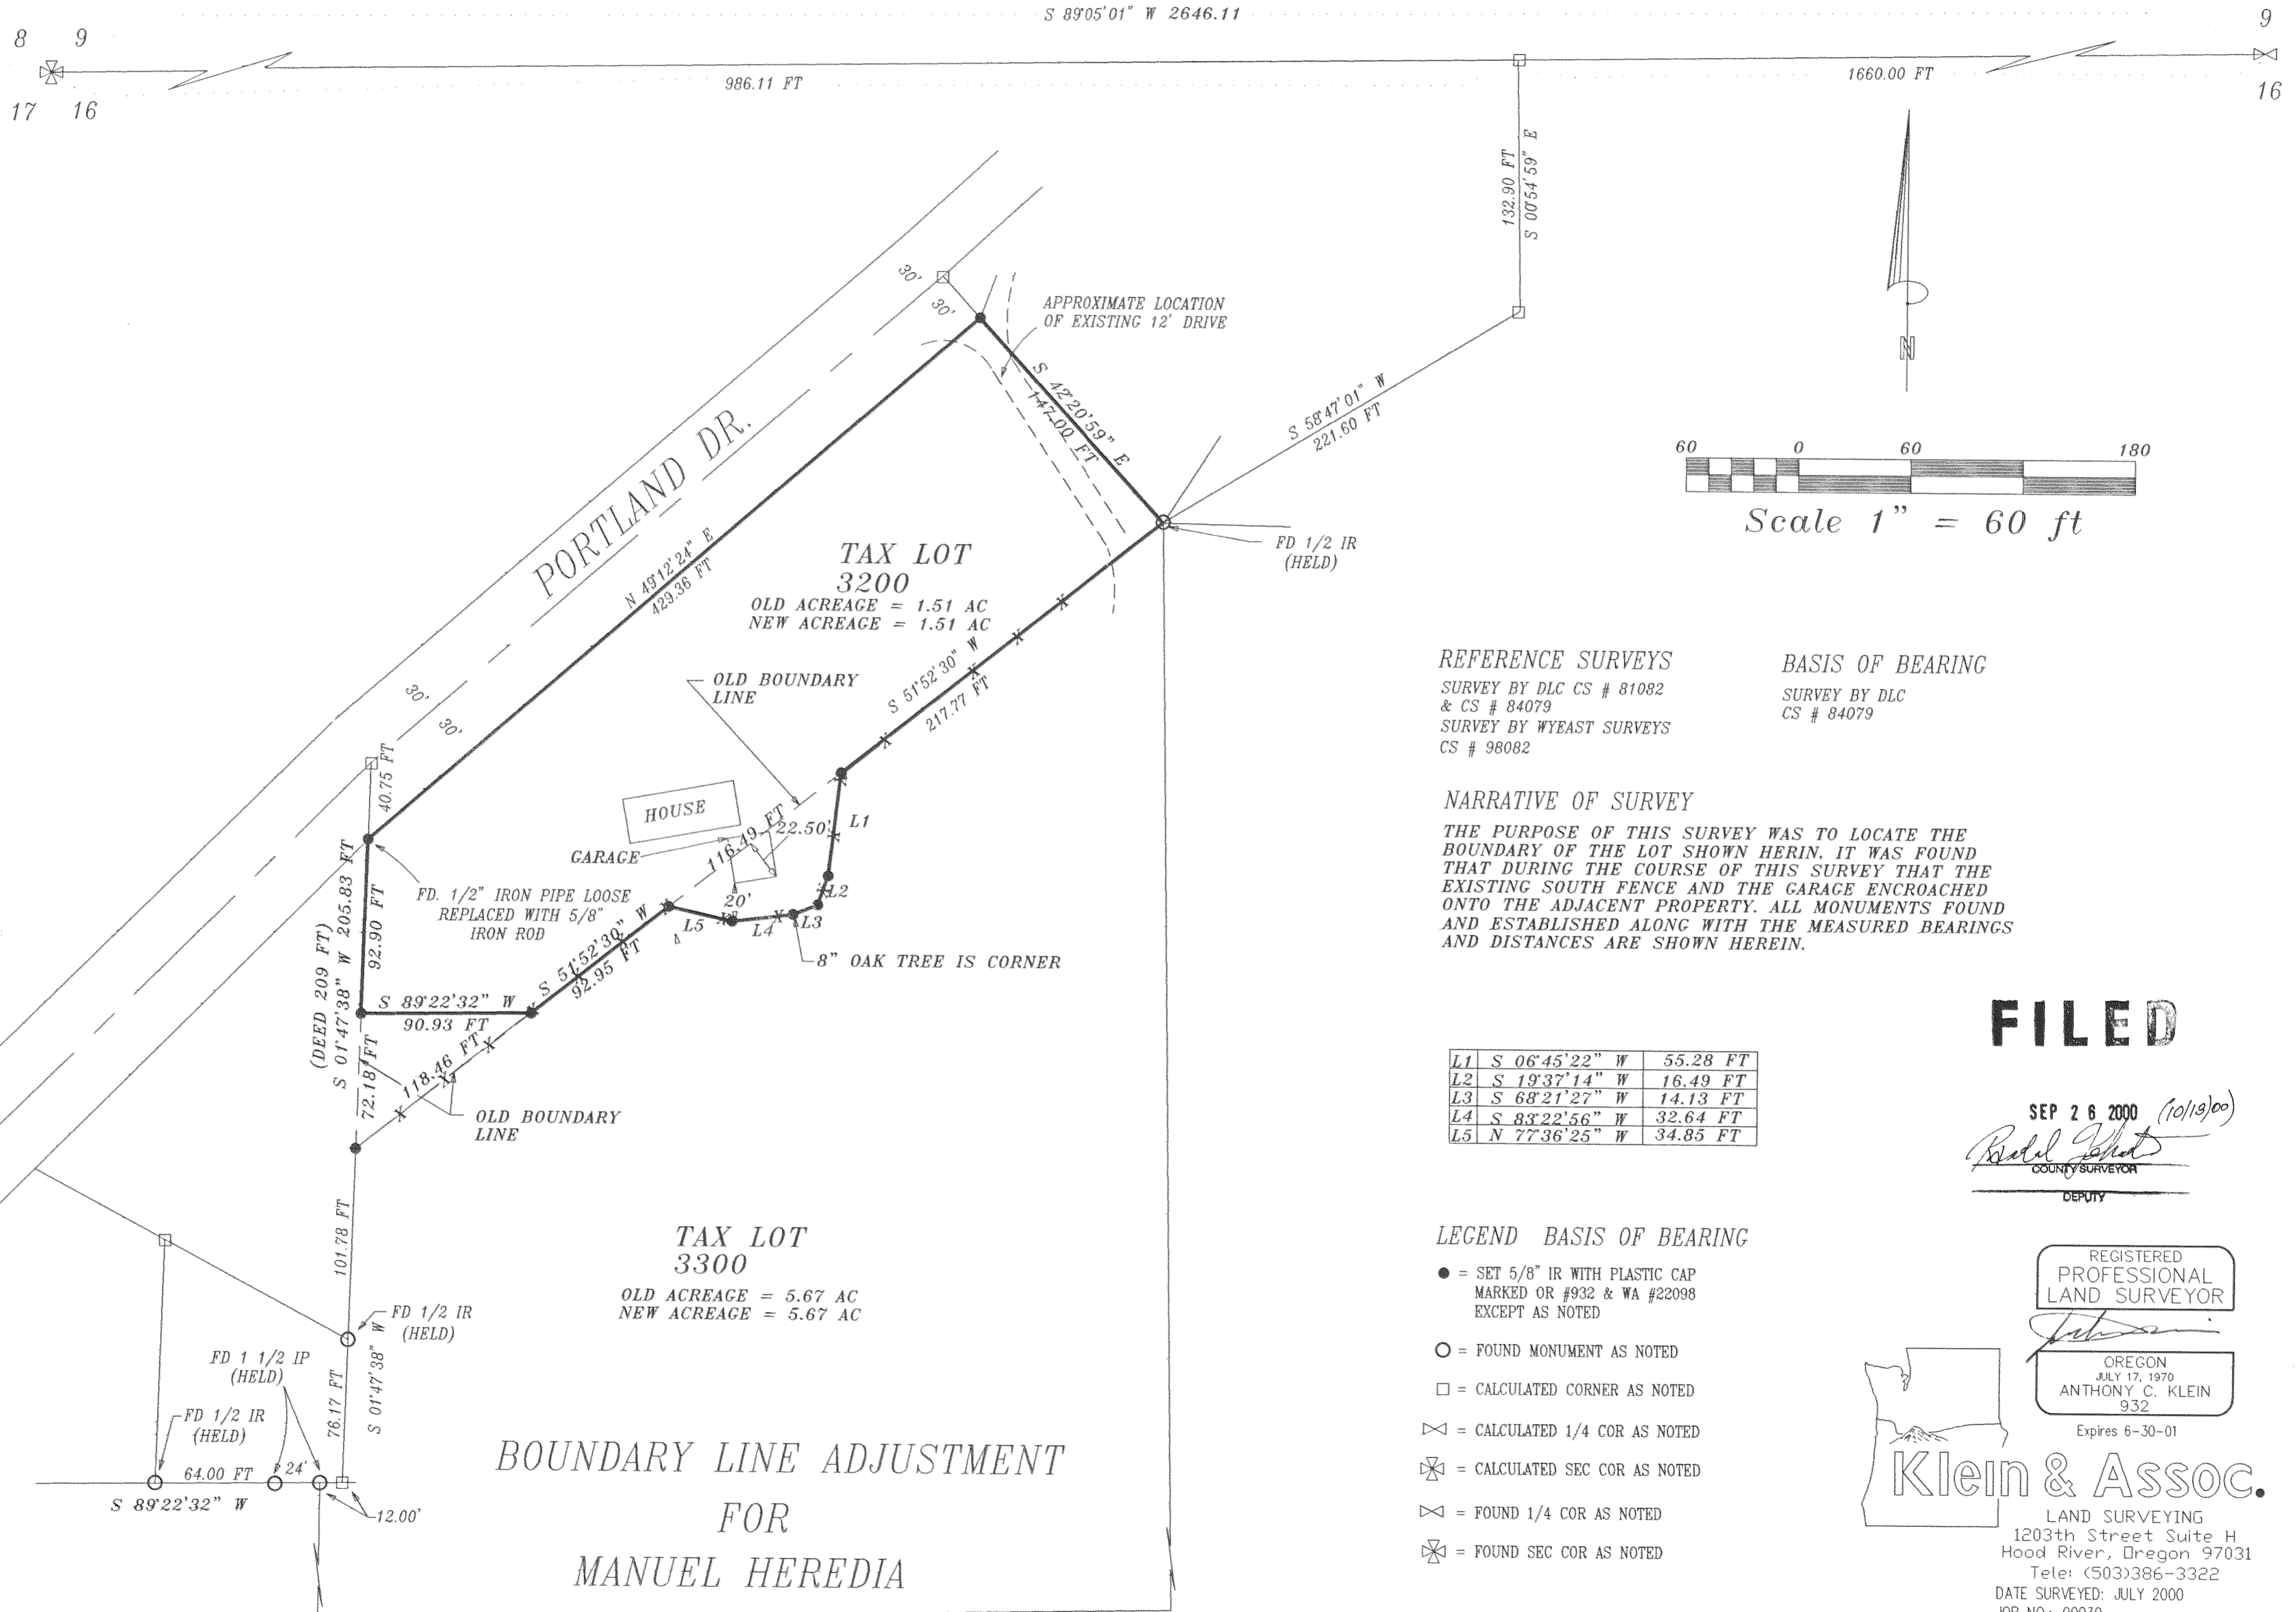 S 89°05'01" W 2646.11
8 9
9
986.11 FT
1660.00 FT
17 16
16
132.90 FT
S 00°54'59" E
30'
30'
APPROXIMATE LOCATION
OF EXISTING 12' DRIVE
S 42°20'59" E
147.00 FT
S 58°47'01" W
221.60 FT
N
60 0 60 180
Scale 1" = 60 ft
PORTLAND DR.
N 49°12'24" E
429.36 FT
TAX LOT
3200
OLD ACREAGE = 1.51 AC
NEW ACREAGE = 1.51 AC
FD 1/2 IR
(HELD)
S 51°52'30" W
217.77 FT
OLD BOUNDARY
LINE
30'
30'
40.75 FT
HOUSE
GARAGE
116.49 FT
22.50'
20'
L1
L2
L3
L4
L5
8" OAK TREE IS CORNER
FD. 1/2" IRON PIPE LOOSE
REPLACED WITH 5/8"
IRON ROD
(DEED 209 FT)
S 01°47'38" W 205.83 FT
92.90 FT
S 51°52'30" W
92.95 FT
S 89°22'32" W
90.93 FT
72.18 FT
118.46 FT
OLD BOUNDARY
LINE
101.78 FT
TAX LOT
3300
OLD ACREAGE = 5.67 AC
NEW ACREAGE = 5.67 AC
FD 1/2 IR
(HELD)
FD 1 1/2 IP
(HELD)
FD 1/2 IR
(HELD)
76.17 FT
S 01°47'38" W
64.00 FT
24'
S 89°22'32" W
12.00'
BOUNDARY LINE ADJUSTMENT
FOR
MANUEL HEREDIA
REFERENCE SURVEYS
SURVEY BY DLC CS # 81082
& CS # 84079
SURVEY BY WYEAST SURVEYS
CS # 98082
BASIS OF BEARING
SURVEY BY DLC
CS # 84079
NARRATIVE OF SURVEY
THE PURPOSE OF THIS SURVEY WAS TO LOCATE THE
BOUNDARY OF THE LOT SHOWN HERIN. IT WAS FOUND
THAT DURING THE COURSE OF THIS SURVEY THAT THE
EXISTING SOUTH FENCE AND THE GARAGE ENCROACHED
ONTO THE ADJACENT PROPERTY. ALL MONUMENTS FOUND
AND ESTABLISHED ALONG WITH THE MEASURED BEARINGS
AND DISTANCES ARE SHOWN HEREIN.
L1 S 06°45'22" W 55.28 FT
L2 S 19°37'14" W 16.49 FT
L3 S 68°21'27" W 14.13 FT
L4 S 83°22'56" W 32.64 FT
L5 N 77°36'25" W 34.85 FT
FILED
SEP 26 2000 (10/13/00)
COUNTY SURVEYOR
DEPUTY
LEGEND BASIS OF BEARING
= SET 5/8" IR WITH PLASTIC CAP
MARKED OR #932 & WA #22098
EXCEPT AS NOTED
= FOUND MONUMENT AS NOTED
= CALCULATED CORNER AS NOTED
= CALCULATED 1/4 COR AS NOTED
= CALCULATED SEC COR AS NOTED
= FOUND 1/4 COR AS NOTED
= FOUND SEC COR AS NOTED
REGISTERED
PROFESSIONAL
LAND SURVEYOR
OREGON
JULY 17, 1970
ANTHONY C. KLEIN
932
Expires 6-30-01
Klein & Assoc.
LAND SURVEYING
1203th Street Suite H
Hood River, Oregon 97031
Tele: (503)386-3322
DATE SURVEYED: JULY 2000